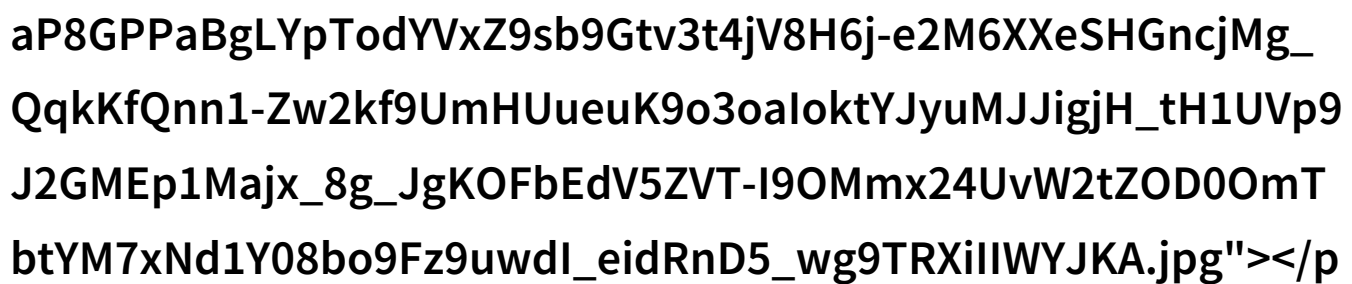 aP8GPPaBgLYpTodYVxZ9sb9Gtv3t4jV8H6j-e2M6XXeSHGncjMg_
QqkKfQnn1-Zw2kf9UmHUueuK9o3oaIoktYJyuMJJigjH_tH1UVp9
J2GMEp1Majx_8g_JgKOFbEdV5ZVT-I9OMmx24UvW2tZOD0OmT
btYM7xNd1Y08bo9Fz9uwdI_eidRnD5_wg9TRXiIIWYJKA.jpg"></p